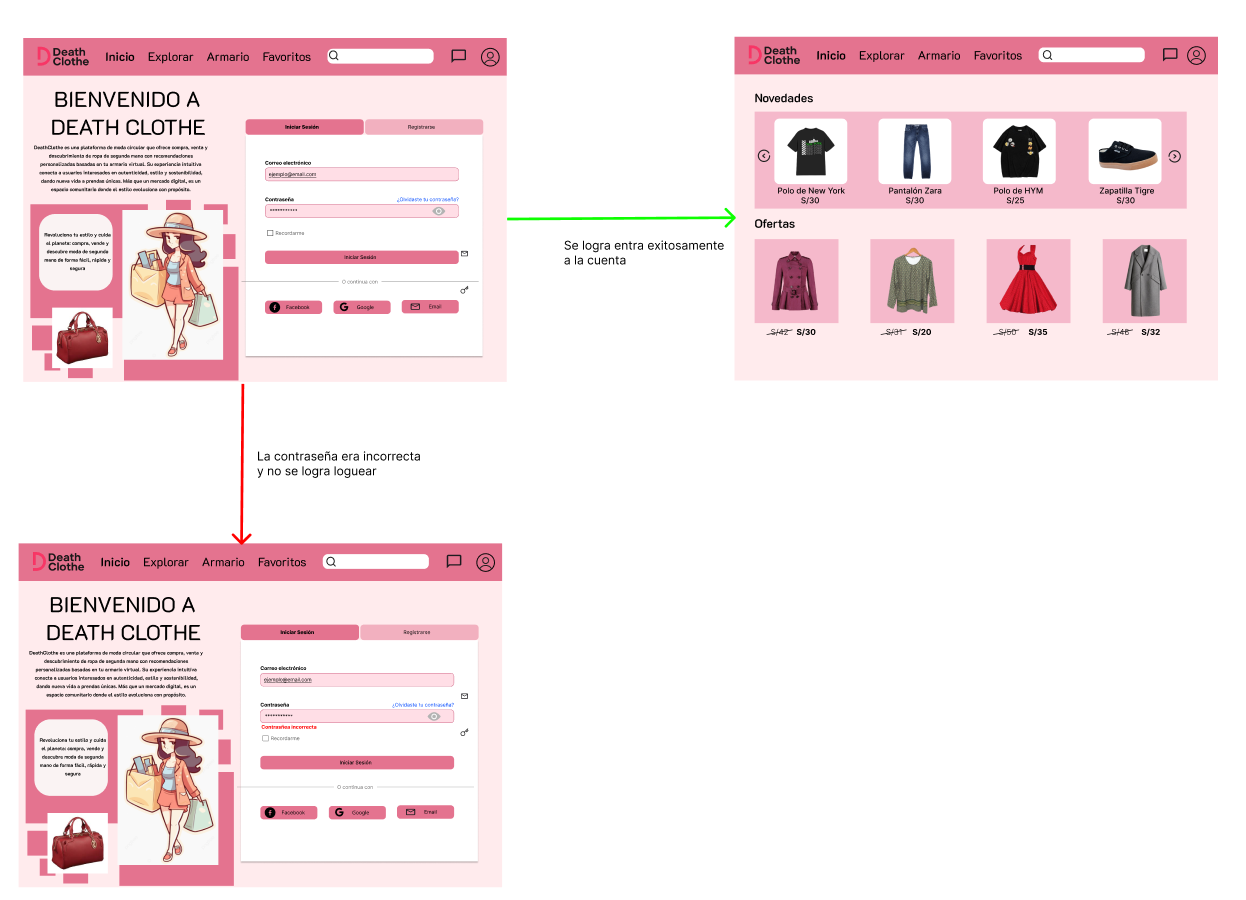 Death
Clothe
Inicio Explorar Armario Favoritos
BIENVENIDO A
DEATH CLOTHE
DeathClothe es una plataforma de moda circular que ofrece compra, venta y
descubrimiento de ropa de segunda mano con recomendaciones
personalizadas basadas en tu armario virtual. Su experiencia intuitiva
conecta a usuarios interesados en autenticidad, estilo y sostenibilidad,
dando nueva vida a prendas únicas. Más que un mercado digital, es un
espacio comunitario donde el estilo evoluciona con propósito.
Revoluciona tu estilo y cuida
el planeta: compra, vende y
descubre moda de segunda
mano de forma fácil, rápida y
segura
Iniciar Sesión Registrarse
Correo electrónico
ejemplo@email.com
Contraseña ¿Olvidaste tu contraseña?
***********
Recordarme
Iniciar Sesión
O continua con
Facebook Google Email
Se logra entra exitosamente
a la cuenta
Death
Clothe
Inicio Explorar Armario Favoritos
Novedades
Polo de New York Pantalón Zara Polo de HYM Zapatilla Tigre
S/30 S/30 S/25 S/30
Ofertas
S/42 S/30 S/31 S/20 S/50 S/35 S/46 S/32
La contraseña era incorrecta
y no se logra loguear
Death
Clothe
Inicio Explorar Armario Favoritos
BIENVENIDO A
DEATH CLOTHE
DeathClothe es una plataforma de moda circular que ofrece compra, venta y
descubrimiento de ropa de segunda mano con recomendaciones
personalizadas basadas en tu armario virtual. Su experiencia intuitiva
conecta a usuarios interesados en autenticidad, estilo y sostenibilidad,
dando nueva vida a prendas únicas. Más que un mercado digital, es un
espacio comunitario donde el estilo evoluciona con propósito.
Revoluciona tu estilo y cuida
el planeta: compra, vende y
descubre moda de segunda
mano de forma fácil, rápida y
segura
Iniciar Sesión Registrarse
Correo electrónico
ejemplo@email.com
Contraseña ¿Olvidaste tu contraseña?
***********
Contraseñea incorrecta
Recordarme
Iniciar Sesión
O continua con
Facebook Google Email